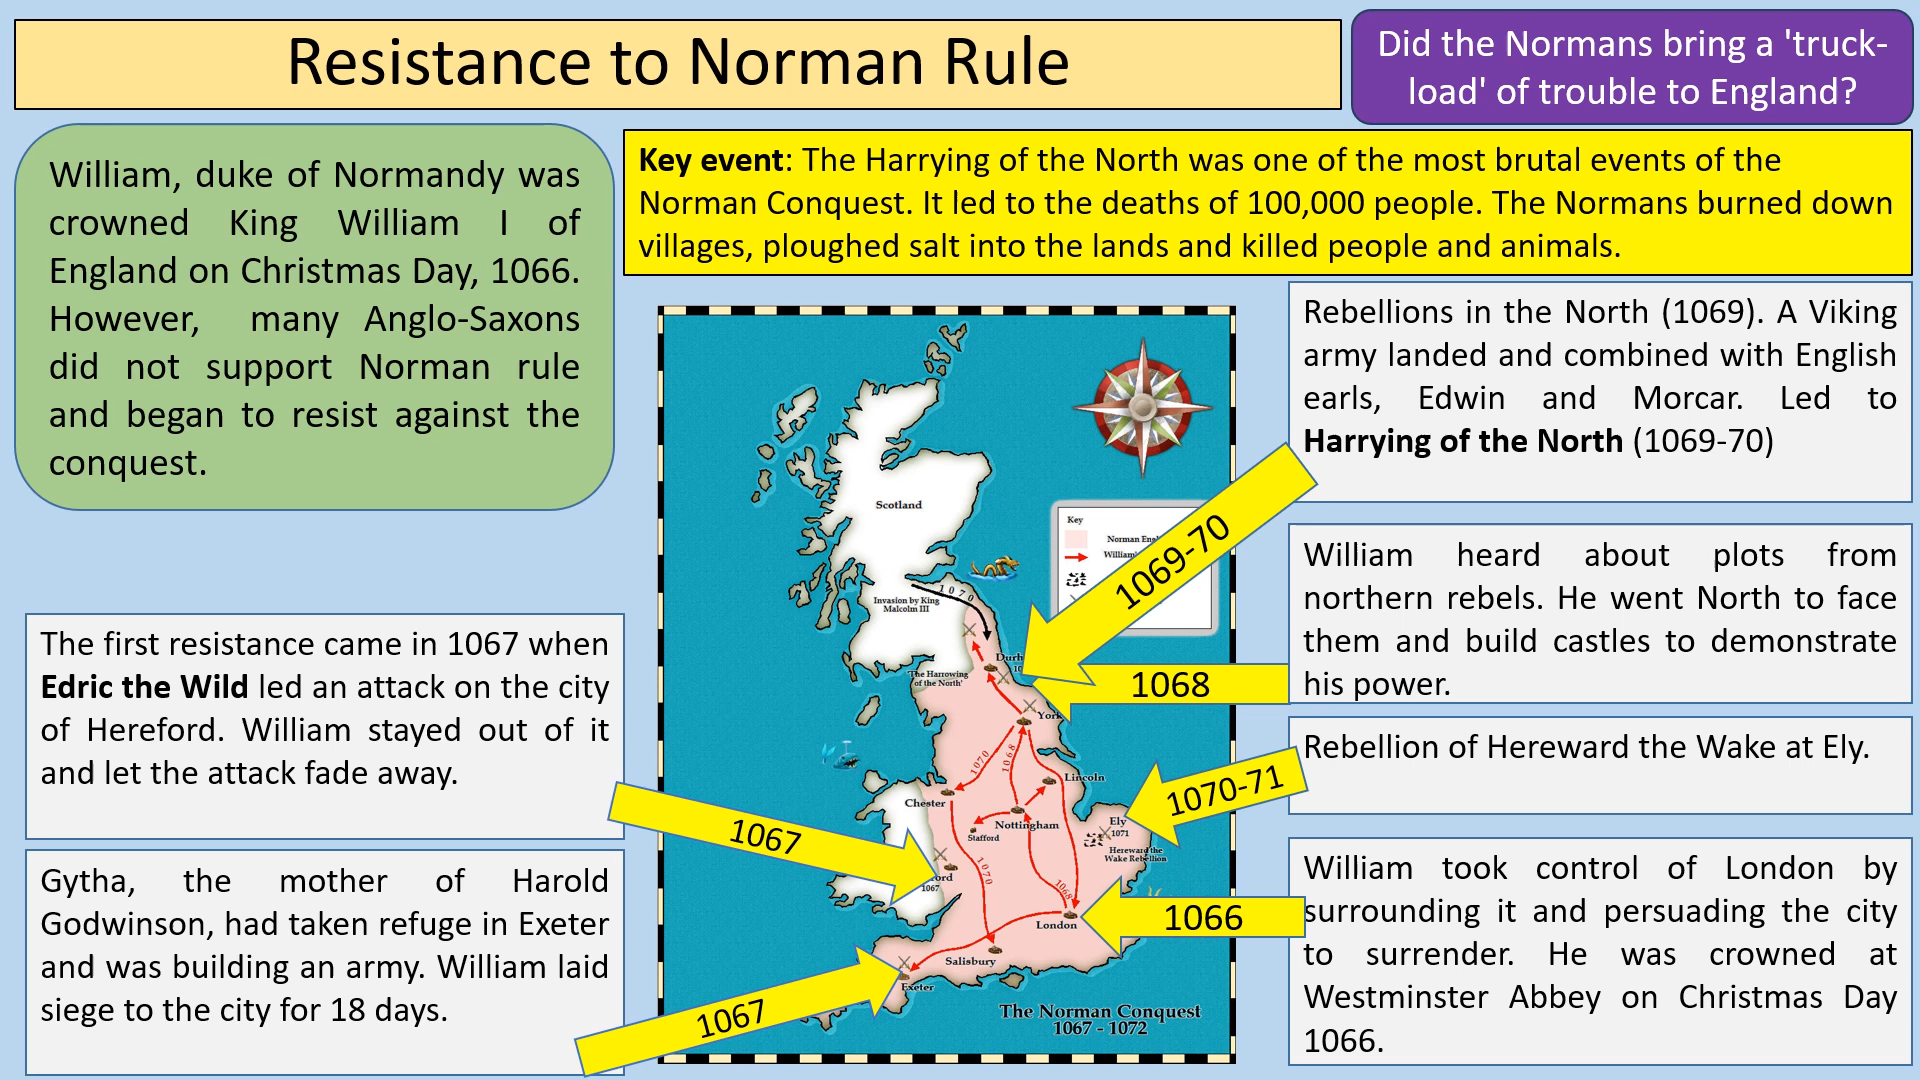 Resistance to Norman Rule
Did the Normans bring a 'truck-
load' of trouble to England?
William, duke of Normandy was
crowned King William I of
England on Christmas Day, 1066.
However, many Anglo-Saxons
did not support Norman rule
and began to resist against the
conquest.
Key event: The Harrying of the North was one of the most brutal events of the
Norman Conquest. It led to the deaths of 100,000 people. The Normans burned down
villages, ploughed salt into the lands and killed people and animals.
Rebellions in the North (1069). A Viking
army landed and combined with English
earls, Edwin and Morcar. Led to
Harrying of the North (1069-70)
William heard about plots from
northern rebels. He went North to face
them and build castles to demonstrate
his power.
Rebellion of Hereward the Wake at Ely.
William took control of London by
surrounding it and persuading the city
to surrender. He was crowned at
Westminster Abbey on Christmas Day
1066.
The first resistance came in 1067 when
Edric the Wild led an attack on the city
of Hereford. William stayed out of it
and let the attack fade away.
Gytha, the mother of Harold
Godwinson, had taken refuge in Exeter
and was building an army. William laid
siege to the city for 18 days.
1069-70
1068
1070-71
1066
1067
1067
Scotland
Key
Norman
1070
Invasion by King
Malcolm III
'The Harrowing
of the North'
York
1070
1068
Lincoln
Chester
Nottingham
Stafford
Ely
1071
Hereward the
Wake Rebellion
1067
1070
1068
London
Salisbury
Exeter
The Norman Conquest
1067 - 1072